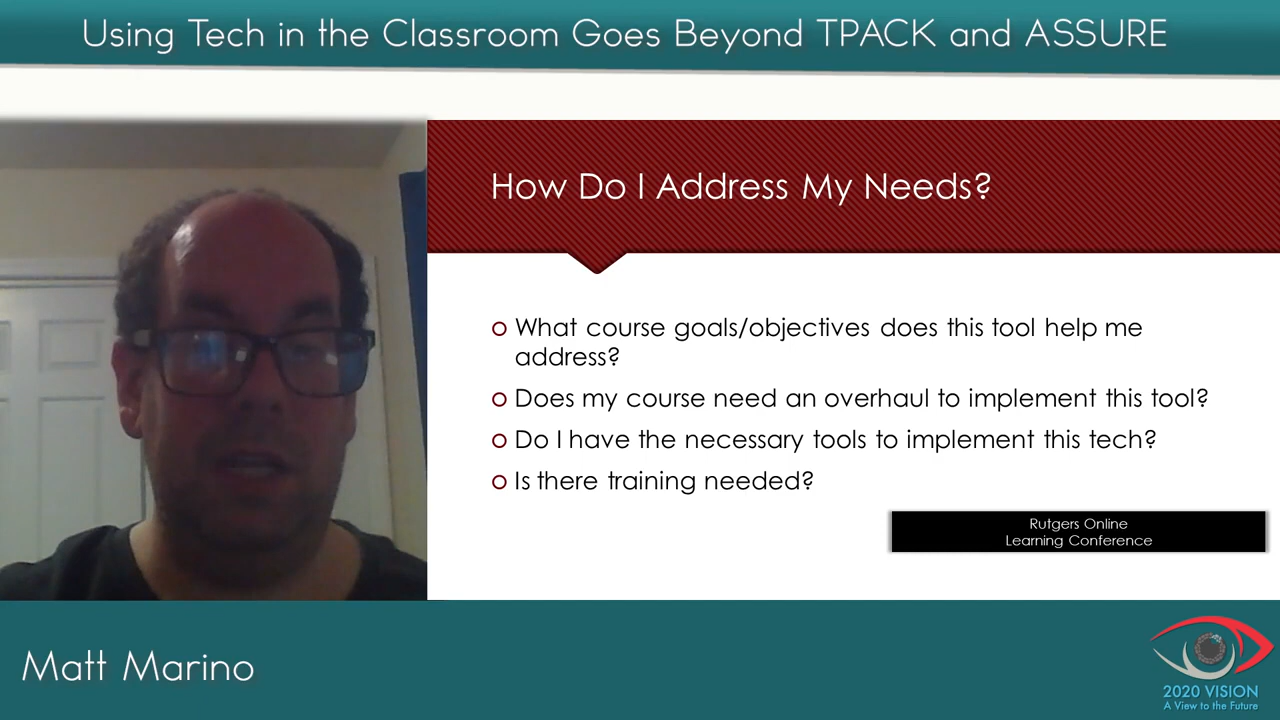 Using Tech in the Classroom Goes Beyond TPACK and ASSURE
How Do I Address My Needs?
What course goals/objectives does this tool help me
address?
Does my course need an overhaul to implement this tool?
Do I have the necessary tools to implement this tech?
Is there training needed?
Rutgers Online
Learning Conference
Matt Marino
2020 VISION
A View to the Future